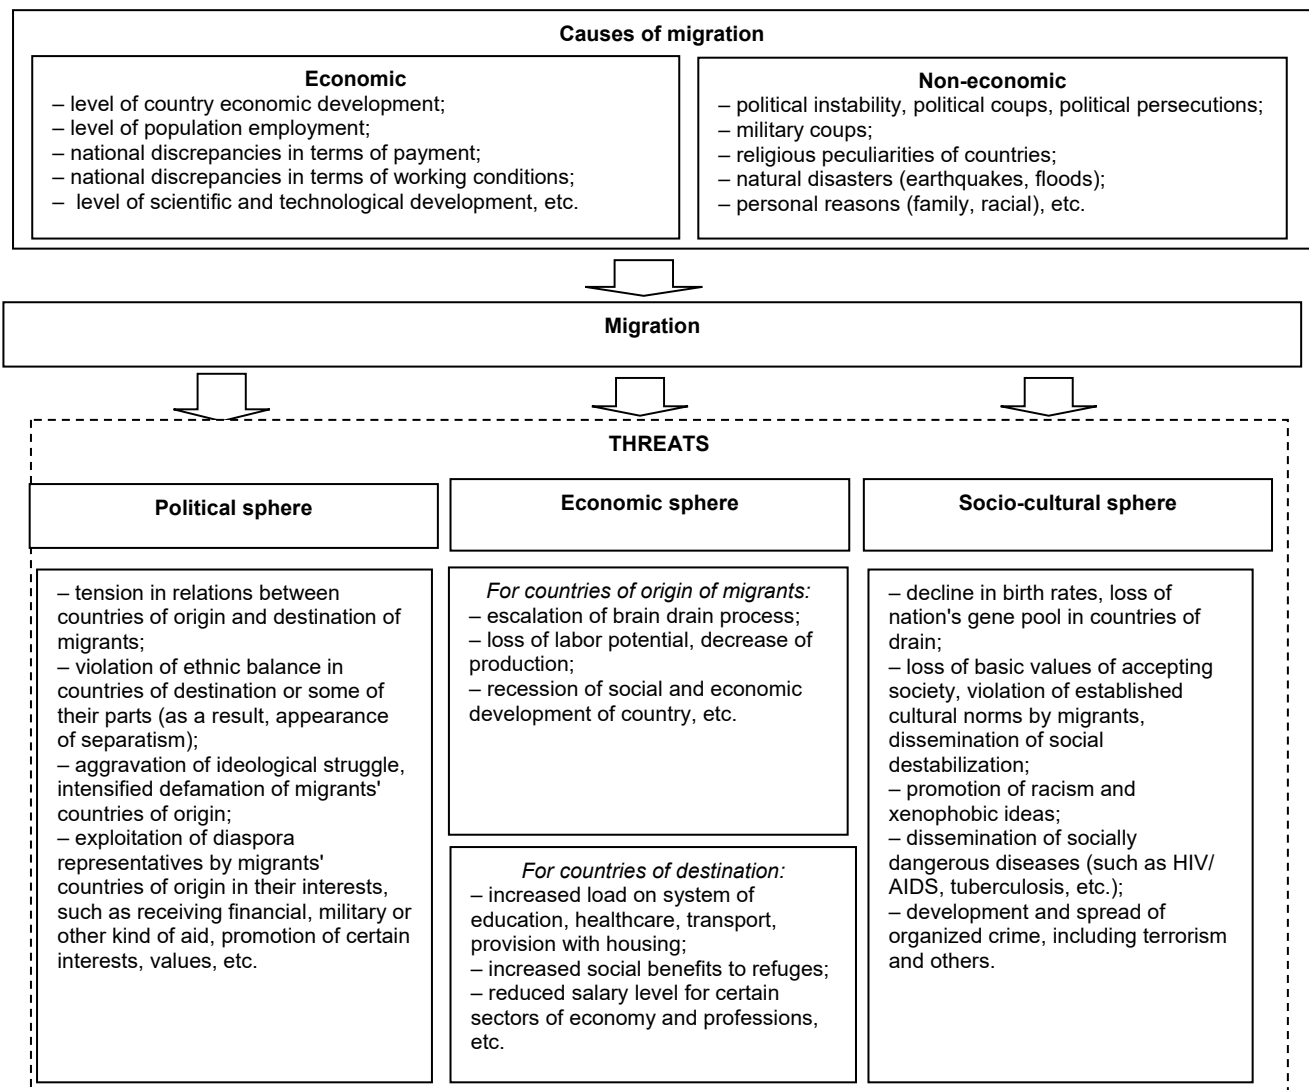 Causes of migration
Economic
– level of country economic development;
– level of population employment;
– national discrepancies in terms of payment;
– national discrepancies in terms of working conditions;
– level of scientific and technological development, etc.
Non-economic
– political instability, political coups, political persecutions;
– military coups;
– religious peculiarities of countries;
– natural disasters (earthquakes, floods);
– personal reasons (family, racial), etc.
Migration
THREATS
Political sphere
– tension in relations between
countries of origin and destination of
migrants;
– violation of ethnic balance in
countries of destination or some of
their parts (as a result, appearance
of separatism);
– aggravation of ideological struggle,
intensified defamation of migrants'
countries of origin;
– exploitation of diaspora
representatives by migrants'
countries of origin in their interests,
such as receiving financial, military or
other kind of aid, promotion of certain
interests, values, etc.
Economic sphere
For countries of origin of migrants:
– escalation of brain drain process;
– loss of labor potential, decrease of
production;
– recession of social and economic
development of country, etc.
For countries of destination:
– increased load on system of
education, healthcare, transport,
provision with housing;
– increased social benefits to refuges;
– reduced salary level for certain
sectors of economy and professions,
etc.
Socio-cultural sphere
– decline in birth rates, loss of
nation's gene pool in countries of
drain;
– loss of basic values of accepting
society, violation of established
cultural norms by migrants,
dissemination of social
destabilization;
– promotion of racism and
xenophobic ideas;
– dissemination of socially
dangerous diseases (such as HIV/
AIDS, tuberculosis, etc.);
– development and spread of
organized crime, including terrorism
and others.